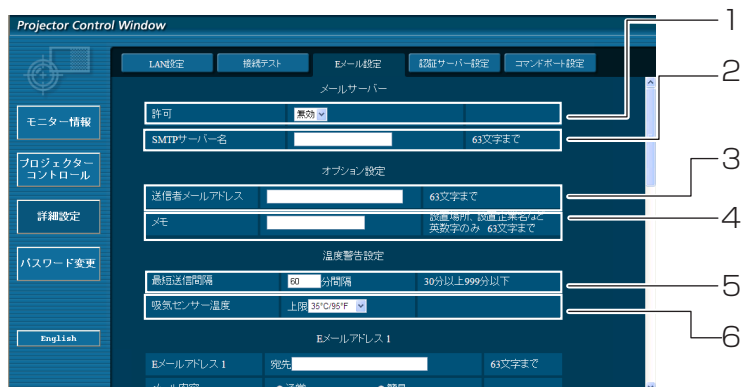 Projector Control Window
LAN設定 接続テスト Eメール設定 認証サーバー設定 コマンドポート設定
メールサーバー
許可 無効
SMTPサーバー名 63文字まで
オプション設定
送信者メールアドレス 63文字まで
メモ 設置場所、設置企業名など
英数字のみ 63文字まで
温度警告設定
最短送信間隔 60 分間隔 30分以上999分以下
吸気センサー温度 上限 35°C/95°F
Eメールアドレス 1
Eメールアドレス 1 宛先 63文字まで
メール内容 通常 簡易
モニター情報
プロジェクター
コントロール
詳細設定
パスワード変更
English
1
2
3
4
5
6